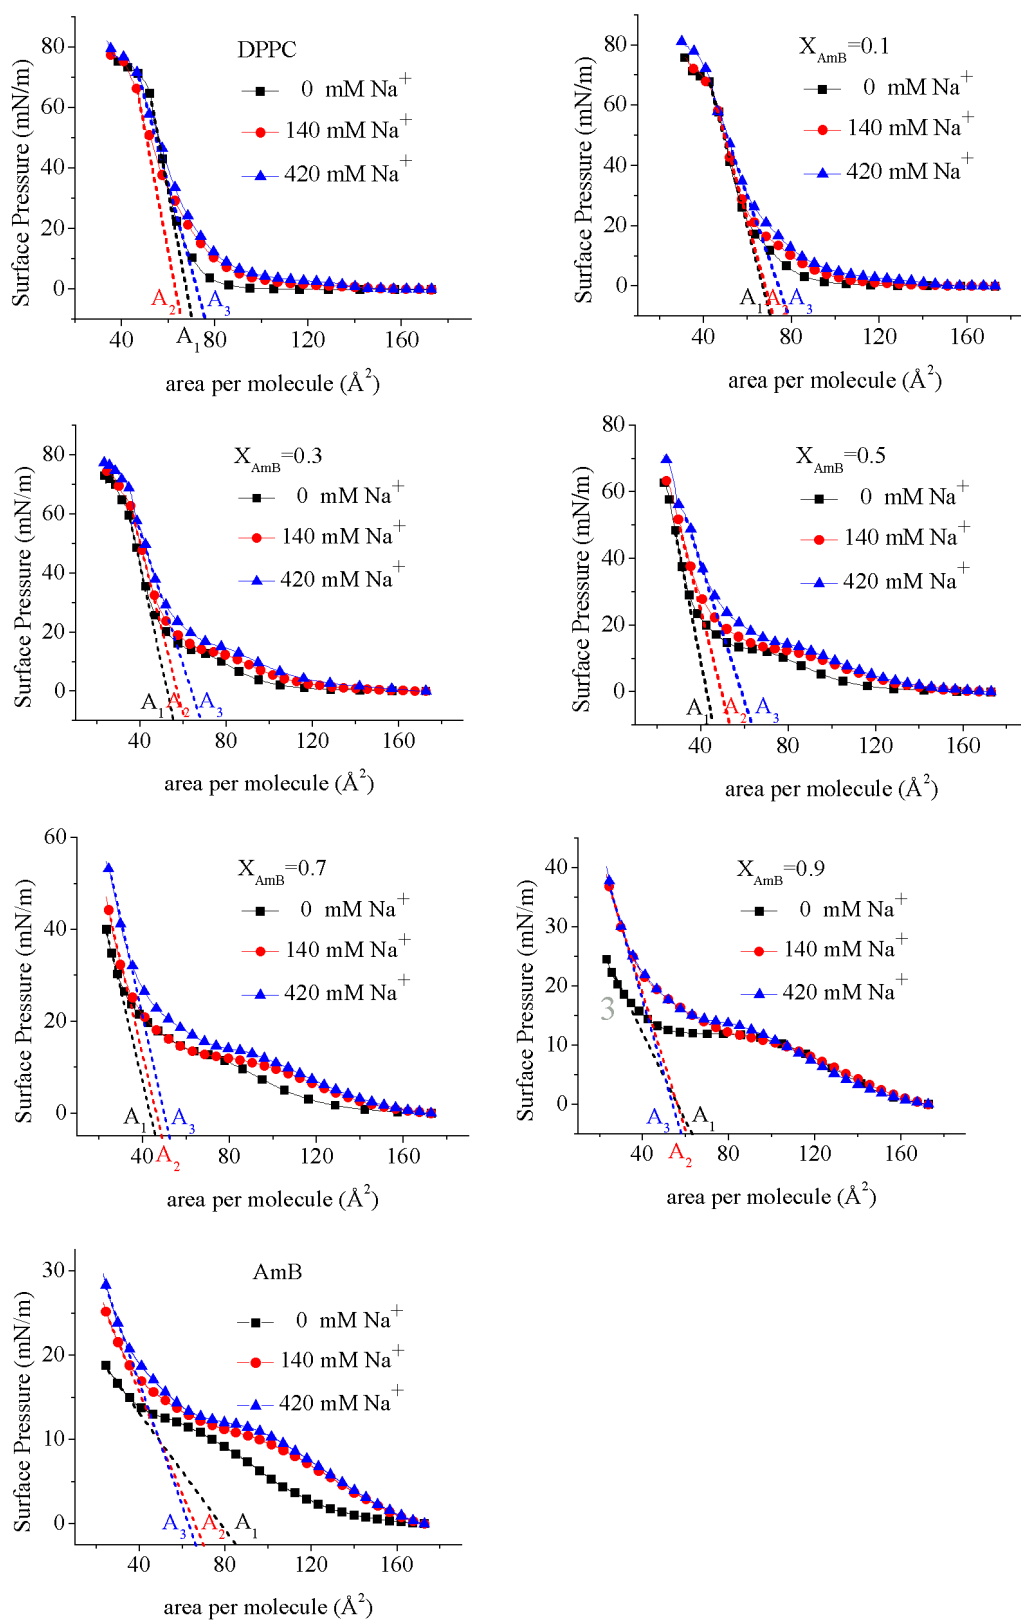 DPPC
0 mM Na+
140 mM Na+
420 mM Na+
Surface Pressure (mN/m)
80
60
40
20
0
A2
A1
A3
40
80
120
160
area per molecule (Å2)
XAmB=0.1
0 mM Na+
140 mM Na+
420 mM Na+
Surface Pressure (mN/m)
80
60
40
20
0
A1
A2
A3
40
80
120
160
area per molecule (Å2)
XAmB=0.3
0 mM Na+
140 mM Na+
420 mM Na+
Surface Pressure (mN/m)
80
60
40
20
0
A1
A2
A3
40
80
120
160
area per molecule (Å2)
XAmB=0.5
0 mM Na+
140 mM Na+
420 mM Na+
Surface Pressure (mN/m)
80
60
40
20
0
A1
A2
A3
40
80
120
160
area per molecule (Å2)
XAmB=0.7
0 mM Na+
140 mM Na+
420 mM Na+
Surface Pressure (mN/m)
60
40
20
0
A1
A2
A3
40
80
120
160
area per molecule (Å2)
XAmB=0.9
0 mM Na+
140 mM Na+
420 mM Na+
Surface Pressure (mN/m)
40
30
20
10
0
3
A3
A2
A1
40
80
120
160
area per molecule (Å2)
AmB
0 mM Na+
140 mM Na+
420 mM Na+
Surface Pressure (mN/m)
30
20
10
0
A3
A2
A1
40
80
120
160
area per molecule (Å2)